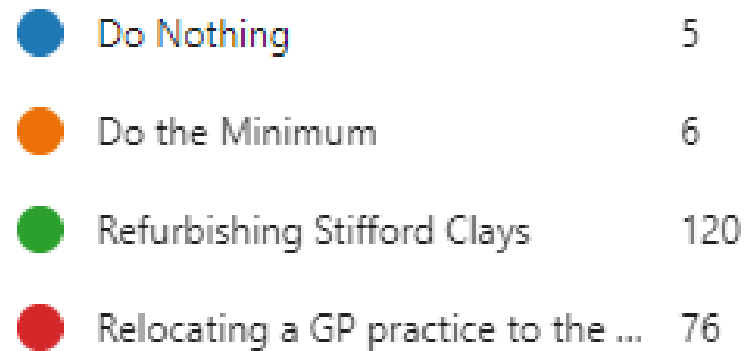 Do Nothing 5
Do the Minimum 6
Refurbishing Stifford Clays 120
Relocating a GP practice to the ... 76